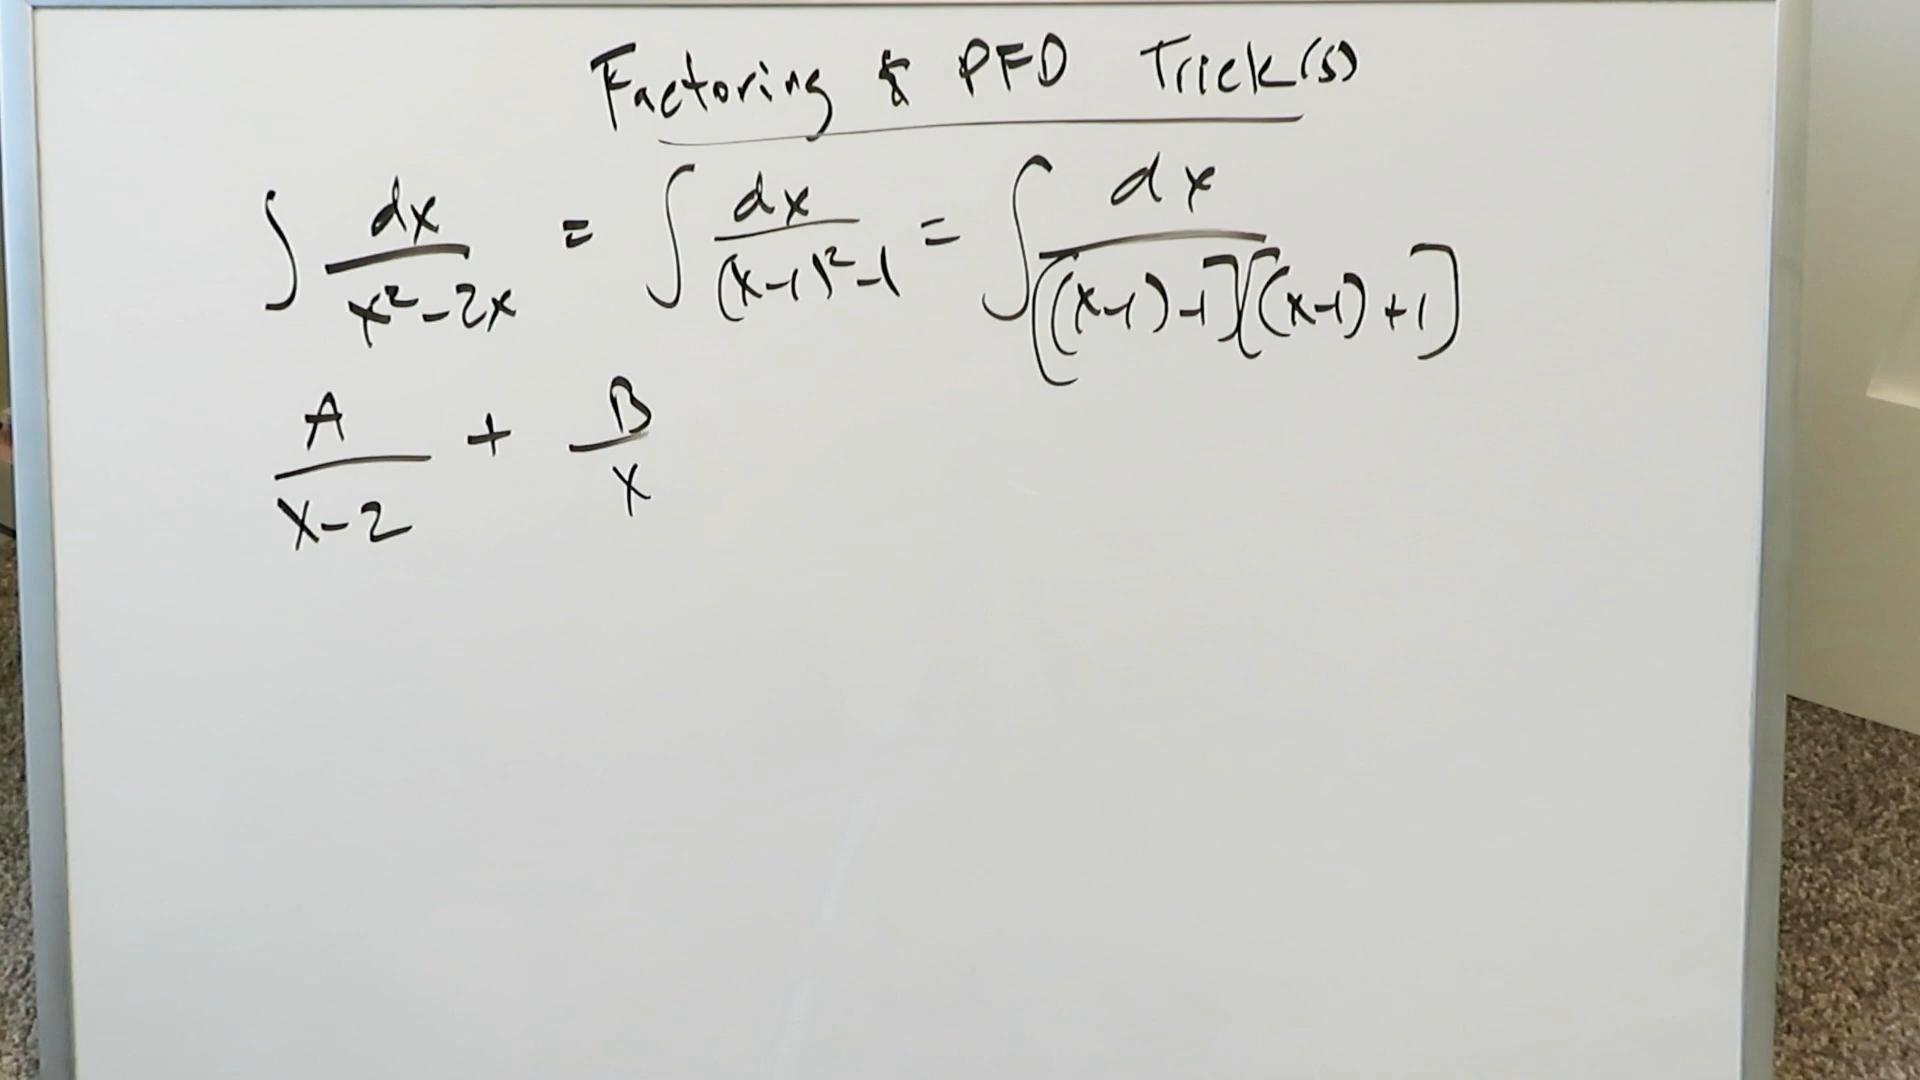 Factoring & PFD Trick(s)
∫ dx/(x²-2x) = ∫ dx/((x-1)²-1) = ∫ dx/([(x-1)-1][(x-1)+1])
A/(x-2) + B/x